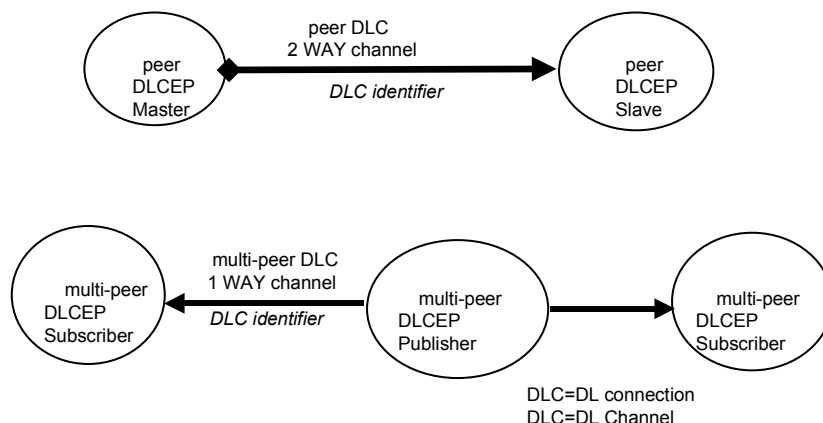 peer DLC
2 WAY channel
DLC identifier
peer
DLCEP
Master
peer
DLCEP
Slave
multi-peer DLC
1 WAY channel
DLC identifier
multi-peer
DLCEP
Subscriber
multi-peer
DLCEP
Publisher
multi-peer
DLCEP
Subscriber
DLC=DL connection
DLC=DL Channel